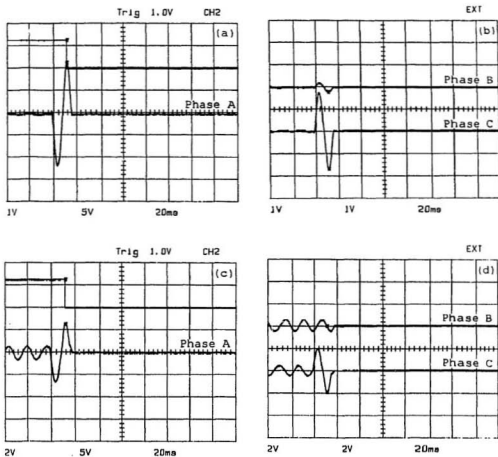 Trig 1.0V CH2
(a)
Phase A
1V 5V 20ms
EXT
(b)
Phase B
Phase C
1V 1V 20ms
Trig 1.0V CH2
(c)
Phase A
2V 5V 20ms
EXT
(d)
Phase B
Phase C
2V 2V 20ms